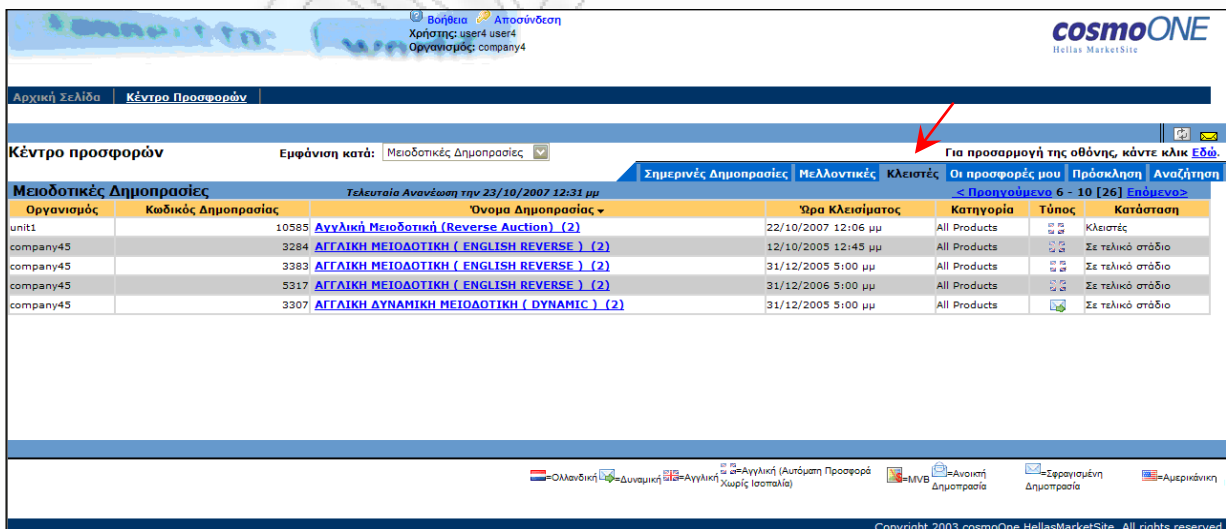 Βοήθεια Αποσύνδεση
Χρήστης: user4 user4
Οργανισμός: company4
cosmoONE
Hellas MarketSite
Αρχική Σελίδα Κέντρο Προσφορών
Κέντρο προσφορών Εμφάνιση κατά: Μειοδοτικές Δημοπρασίες Για προσαρμογή της οθόνης, κάντε κλικ Εδώ.
Σημερινές Δημοπρασίες Μελλοντικές Κλειστές Οι προσφορές μου Πρόσκληση Αναζήτηση
Μειοδοτικές Δημοπρασίες Τελευταία Ανανέωση την 23/10/2007 12:31 μμ < Προηγούμενο 6 - 10 [26] Επόμενο>
Οργανισμός Κωδικός Δημοπρασίας Όνομα Δημοπρασίας Ώρα Κλεισίματος Κατηγορία Τύπος Κατάσταση
unit1 10585 Αγγλική Μειοδοτική (Reverse Auction) (2) 22/10/2007 12:06 μμ All Products Κλειστές
company45 3284 ΑΓΓΛΙΚΗ ΜΕΙΟΔΟΤΙΚΗ ( ENGLISH REVERSE ) (2) 12/10/2005 12:45 μμ All Products Σε τελικό στάδιο
company45 3383 ΑΓΓΛΙΚΗ ΜΕΙΟΔΟΤΙΚΗ ( ENGLISH REVERSE ) (2) 31/12/2005 5:00 μμ All Products Σε τελικό στάδιο
company45 5317 ΑΓΓΛΙΚΗ ΜΕΙΟΔΟΤΙΚΗ ( ENGLISH REVERSE ) (2) 31/12/2006 5:00 μμ All Products Σε τελικό στάδιο
company45 3307 ΑΓΓΛΙΚΗ ΔΥΝΑΜΙΚΗ ΜΕΙΟΔΟΤΙΚΗ ( DYNAMIC ) (2) 31/12/2005 5:00 μμ All Products Σε τελικό στάδιο
=Ολλανδική =Δυναμική =Αγγλική =Αγγλική (Αυτόματη Προσφορά Χωρίς Ισοπαλία) =MVB =Ανοικτή Δημοπρασία =Σφραγισμένη Δημοπρασία =Αμερικάνικη
Copyright 2003 cosmoOne HellasMarketSite. All rights reserved